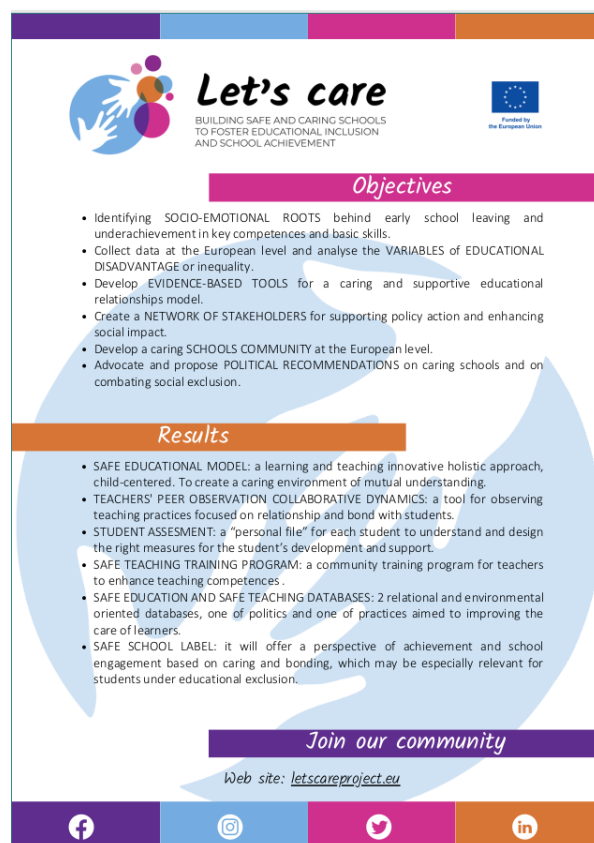 Let's care
BUILDING SAFE AND CARING SCHOOLS
TO FOSTER EDUCATIONAL INCLUSION
AND SCHOOL ACHIEVEMENT
Funded by
the European Union
Objectives
• Identifying SOCIO-EMOTIONAL ROOTS behind early school leaving and
underachievement in key competences and basic skills.
• Collect data at the European level and analyse the VARIABLES of EDUCATIONAL
DISADVANTAGE or inequality.
• Develop EVIDENCE-BASED TOOLS for a caring and supportive educational
relationships model.
• Create a NETWORK OF STAKEHOLDERS for supporting policy action and enhancing
social impact.
• Develop a caring SCHOOLS COMMUNITY at the European level.
• Advocate and propose POLITICAL RECOMMENDATIONS on caring schools and on
combating social exclusion.
Results
• SAFE EDUCATIONAL MODEL: a learning and teaching innovative holistic approach,
child-centered. To create a caring environment of mutual understanding.
• TEACHERS' PEER OBSERVATION COLLABORATIVE DYNAMICS: a tool for observing
teaching practices focused on relationship and bond with students.
• STUDENT ASSESMENT: a "personal file" for each student to understand and design
the right measures for the student's development and support.
• SAFE TEACHING TRAINING PROGRAM: a community training program for teachers
to enhance teaching competences .
• SAFE EDUCATION AND SAFE TEACHING DATABASES: 2 relational and environmental
oriented databases, one of politics and one of practices aimed to improving the
care of learners.
• SAFE SCHOOL LABEL: it will offer a perspective of achievement and school
engagement based on caring and bonding, which may be especially relevant for
students under educational exclusion.
Join our community
Web site: letscareproject.eu